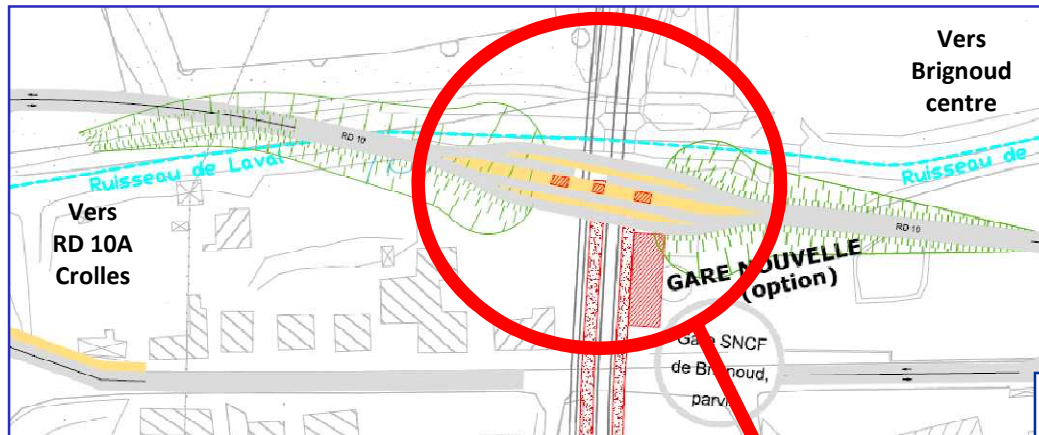 Vers
Brignoud
centre
RD 10
Ruisseau de Laval
Ruisseau de
Vers
RD 10A
Crolles
RD 10
GARE NOUVELLE
(option)
Gare SNCF
de Brignoud,
parvis